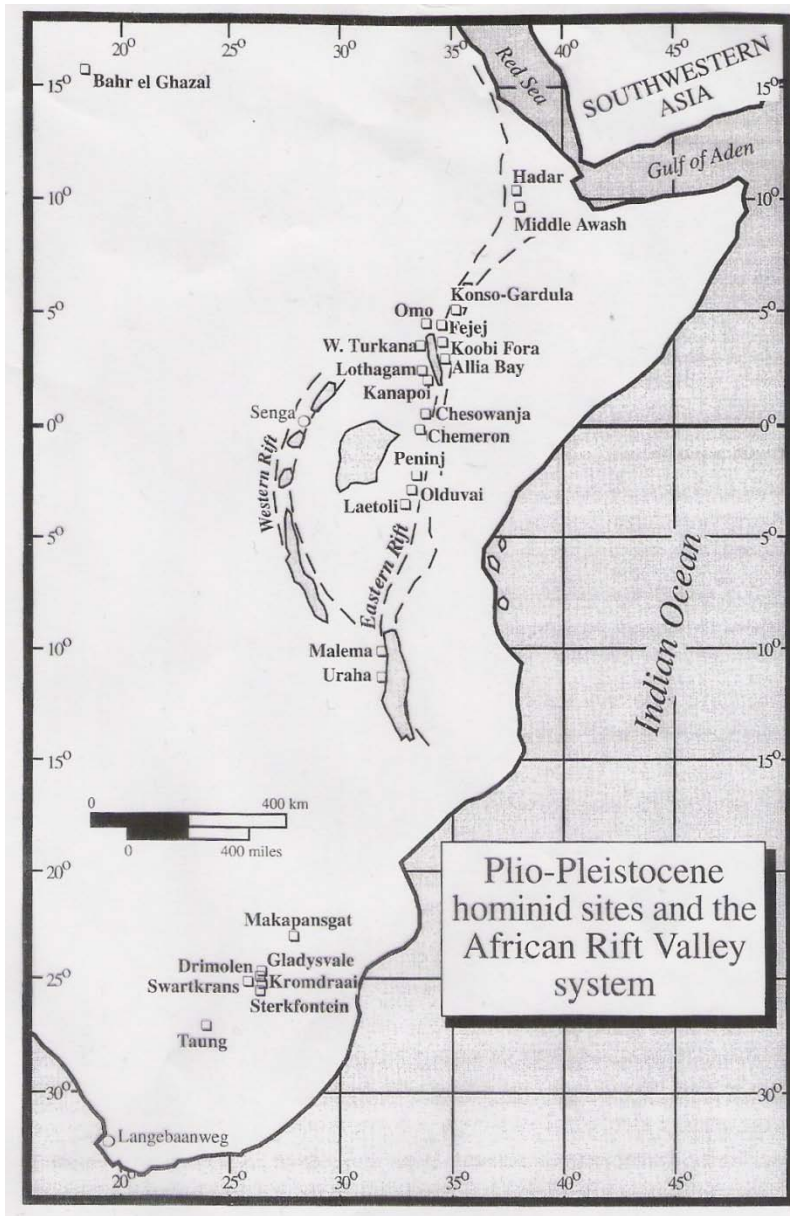 20° 25° 30° 35° 40° 45°
15° 15°
Bahr el Ghazal
Red Sea
SOUTHWESTERN
ASIA
Gulf of Aden
Hadar
10° 10°
Middle Awash
Konso-Gardula
5° 5°
Omo
Fejej
W. Turkana
Koobi Fora
Lothagam
Allia Bay
Kanapoi
Senga
Chesowanja
0° 0°
Chemeron
Western Rift
Peninj
Olduvai
Laetoli
5° 5°
Eastern Rift
Indian Ocean
Malema
10° 10°
Uraha
15° 15°
0 400 km
0 400 miles
20°
Plio-Pleistocene
hominid sites and the
African Rift Valley
system
Makapansgat
Drimolen
Gladysvale
25°
Swartkrans
Kromdraai
Sterkfontein
Taung
30° 30°
Langebaanweg
20° 25° 30° 35° 40° 45°